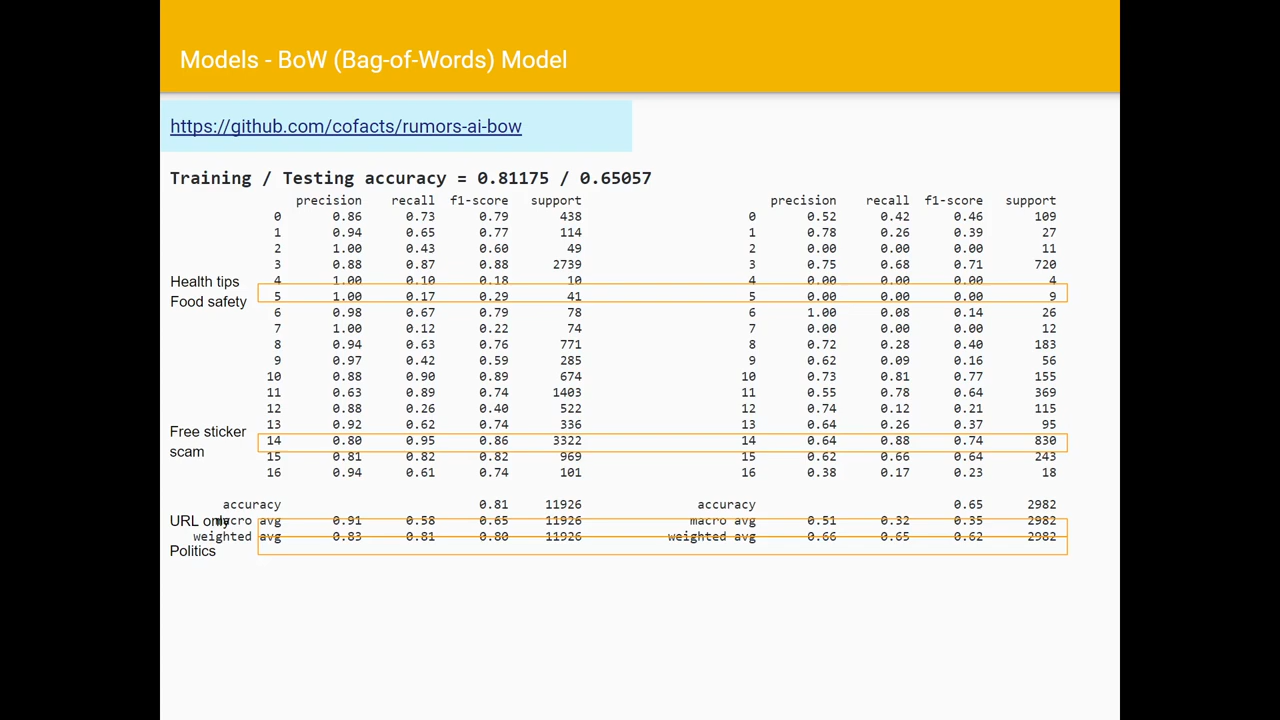 Models - BoW (Bag-of-Words) Model
https://github.com/cofacts/rumors-ai-bow
Training / Testing accuracy = 0.81175 / 0.65057
precision recall f1-score support precision recall f1-score support
0 0.86 0.73 0.79 438 0 0.52 0.42 0.46 109
1 0.94 0.65 0.77 114 1 0.78 0.26 0.39 27
2 1.00 0.43 0.60 49 2 0.00 0.00 0.00 11
3 0.88 0.87 0.88 2739 3 0.75 0.68 0.71 720
Health tips 4 1.00 0.10 0.18 10 4 0.00 0.00 0.00 4
Food safety 5 1.00 0.17 0.29 41 5 0.00 0.00 0.00 9
6 0.98 0.67 0.79 78 6 1.00 0.08 0.14 26
7 1.00 0.12 0.22 74 7 0.00 0.00 0.00 12
8 0.94 0.63 0.76 771 8 0.72 0.28 0.40 183
9 0.97 0.42 0.59 285 9 0.62 0.09 0.16 56
10 0.88 0.90 0.89 674 10 0.73 0.81 0.77 155
11 0.63 0.89 0.74 1403 11 0.55 0.78 0.64 369
12 0.88 0.26 0.40 522 12 0.74 0.12 0.21 115
13 0.92 0.62 0.74 336 13 0.64 0.26 0.37 95
Free sticker
14 0.80 0.95 0.86 3322 14 0.64 0.88 0.74 830
scam
15 0.81 0.82 0.82 969 15 0.62 0.66 0.64 243
16 0.94 0.61 0.74 101 16 0.38 0.17 0.23 18
accuracy 0.81 11926 accuracy 0.65 2982
URL only macro avg 0.91 0.58 0.65 11926 macro avg 0.51 0.32 0.35 2982
weighted avg 0.83 0.81 0.80 11926 weighted avg 0.66 0.65 0.62 2982
Politics